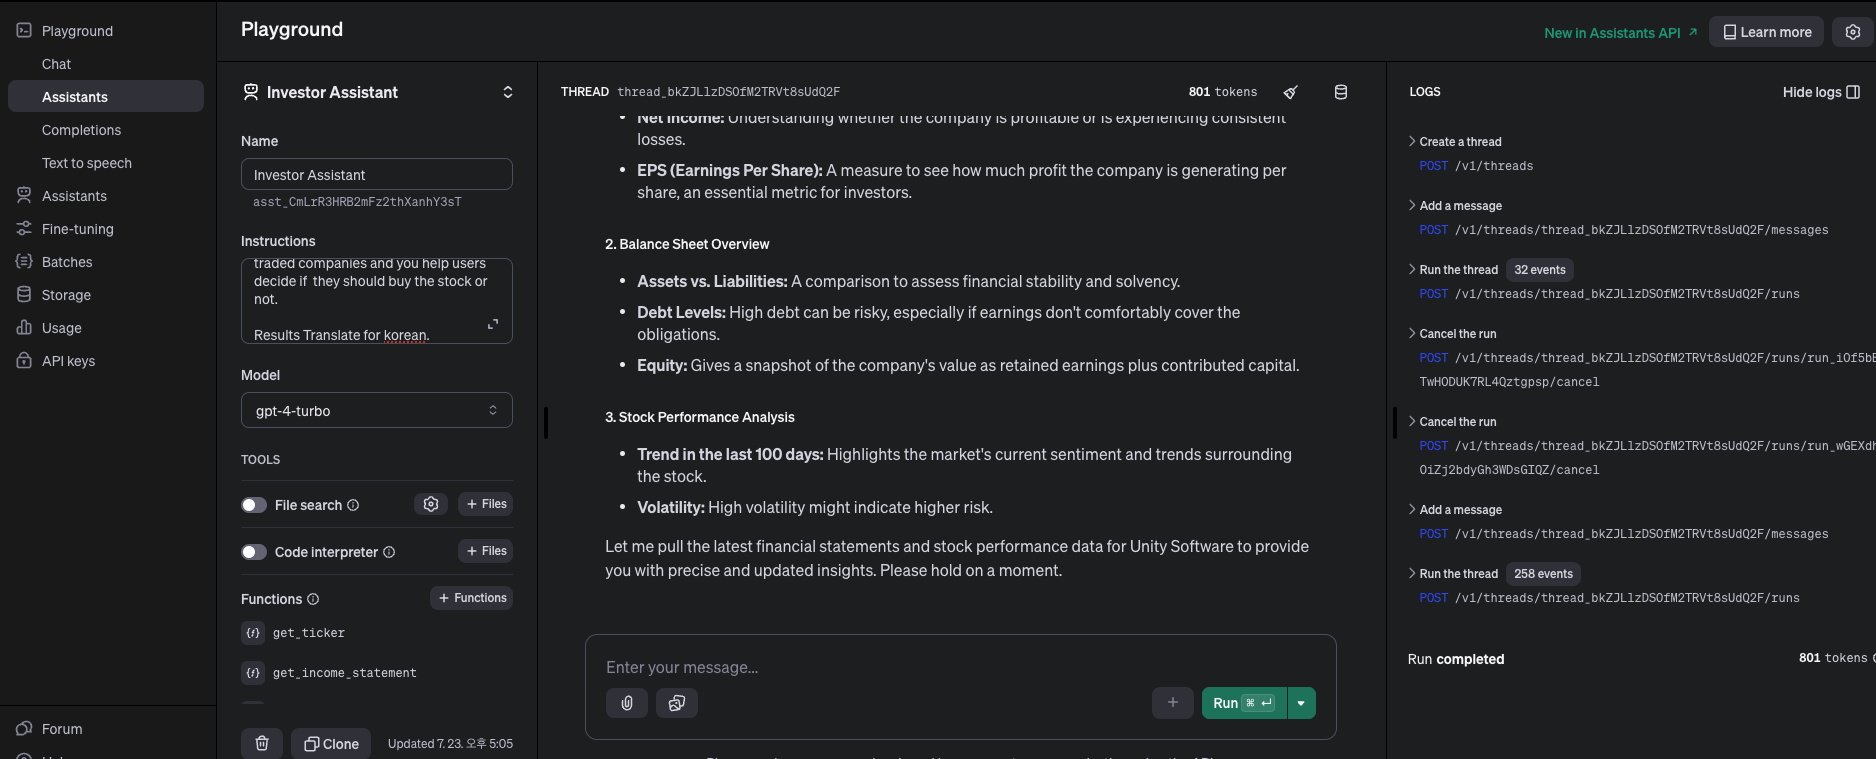 Playground
Chat
Assistants
Completions
Text to speech
Assistants
Fine-tuning
Batches
Storage
Usage
API keys
Forum
Playground
New in Assistants API ↗
Learn more
Investor Assistant
Name
Investor Assistant
asst_CmLrR3HRB2mFz2thXanhY3sT
Instructions
traded companies and you help users
decide if  they should buy the stock or
not.
Results Translate for korean.
Model
gpt-4-turbo
TOOLS
File search
+ Files
Code interpreter
+ Files
Functions
+ Functions
get_ticker
get_income_statement
Clone
Updated 7. 23. 오후 5:05
THREAD thread_bkZJLlzDSOfM2TRVt8sUdQ2F
801 tokens
• Net Income: Understanding whether the company is profitable or is experiencing consistent
losses.
• EPS (Earnings Per Share): A measure to see how much profit the company is generating per
share, an essential metric for investors.
2. Balance Sheet Overview
• Assets vs. Liabilities: A comparison to assess financial stability and solvency.
• Debt Levels: High debt can be risky, especially if earnings don't comfortably cover the
obligations.
• Equity: Gives a snapshot of the company's value as retained earnings plus contributed capital.
3. Stock Performance Analysis
• Trend in the last 100 days: Highlights the market's current sentiment and trends surrounding
the stock.
• Volatility: High volatility might indicate higher risk.
Let me pull the latest financial statements and stock performance data for Unity Software to provide
you with precise and updated insights. Please hold on a moment.
Enter your message...
Run ⌘ ↵
LOGS
Hide logs
Create a thread
POST /v1/threads
Add a message
POST /v1/threads/thread_bkZJLlzDSOfM2TRVt8sUdQ2F/messages
Run the thread 32 events
POST /v1/threads/thread_bkZJLlzDSOfM2TRVt8sUdQ2F/runs
Cancel the run
POST /v1/threads/thread_bkZJLlzDSOfM2TRVt8sUdQ2F/runs/run_iOf5bE
TwHODUK7RL4Qztgpsp/cancel
Cancel the run
POST /v1/threads/thread_bkZJLlzDSOfM2TRVt8sUdQ2F/runs/run_wGEXdh
OiZj2bdyGh3WDsGIQZ/cancel
Add a message
POST /v1/threads/thread_bkZJLlzDSOfM2TRVt8sUdQ2F/messages
Run the thread 258 events
POST /v1/threads/thread_bkZJLlzDSOfM2TRVt8sUdQ2F/runs
Run completed
801 tokens